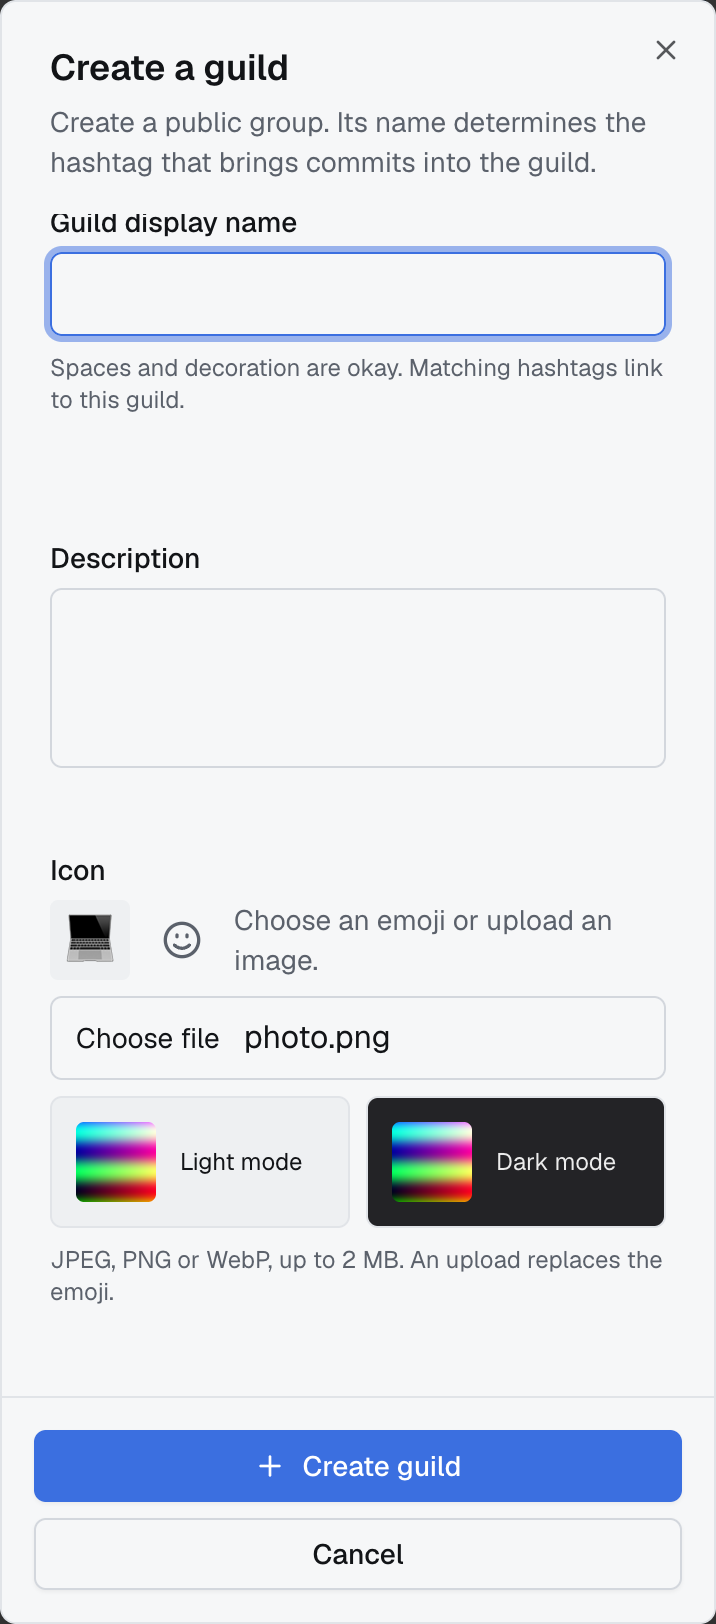 Create a guild
Create a public group. Its name determines the
hashtag that brings commits into the guild.
Guild display name
Spaces and decoration are okay. Matching hashtags link
to this guild.
Description
Icon
Choose an emoji or upload an
image.
Choose file photo.png
Light mode
Dark mode
JPEG, PNG or WebP, up to 2 MB. An upload replaces the
emoji.
Create guild
Cancel